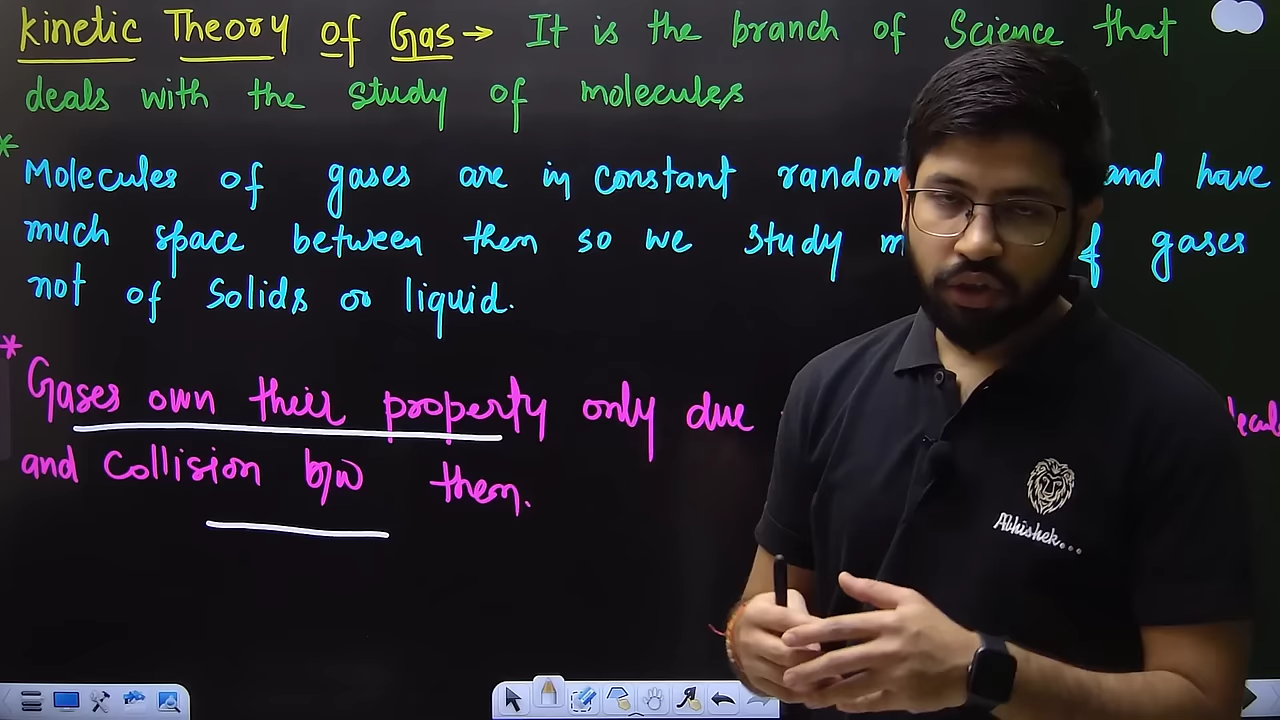 Kinetic Theory of Gas → It is the branch of Science that
deals with the study of molecules
* Molecules of gases are in constant random and have
much space between them so we study of gases
not of Solids or liquid.
* Gases own their property only due
and Collision b/w them.
Abhishek...